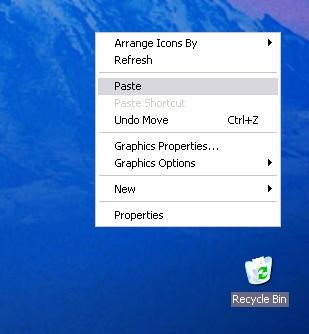 Arrange Icons By
Refresh
Paste
Paste Shortcut
Undo Move Ctrl+Z
Graphics Properties...
Graphics Options
New
Properties
Recycle Bin